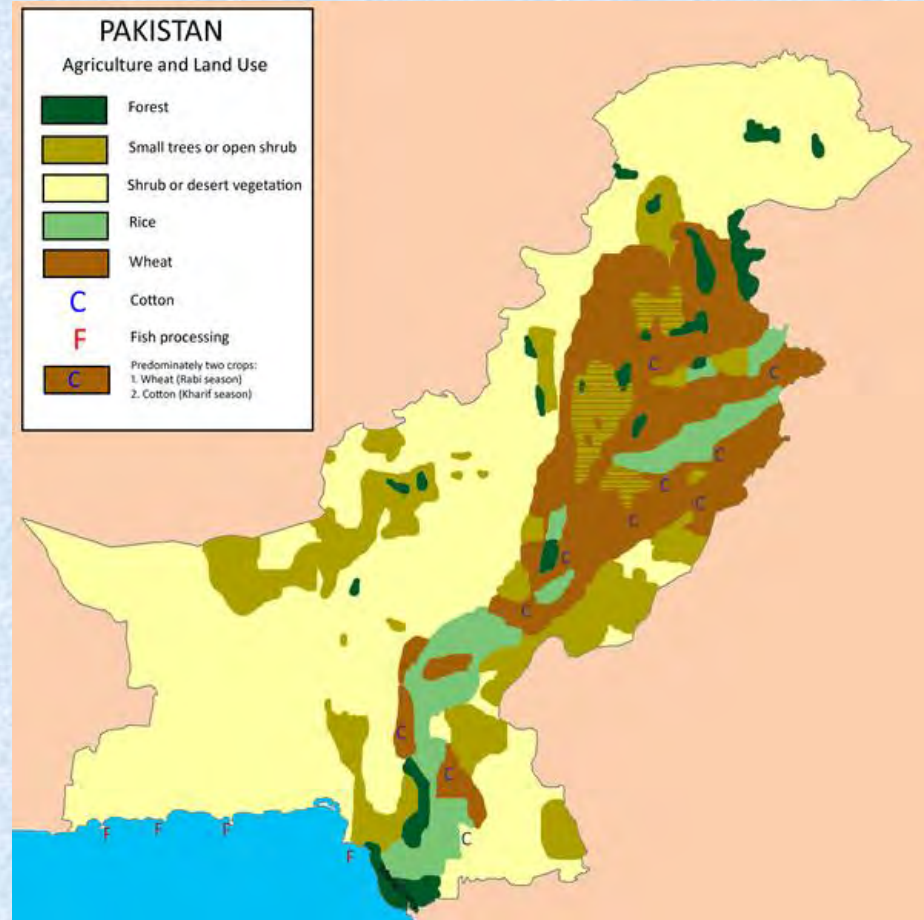 PAKISTAN
Agriculture and Land Use
Forest
Small trees or open shrub
Shrub or desert vegetation
Rice
Wheat
C Cotton
F Fish processing
C Predominately two crops:
1. Wheat (Rabi season)
2. Cotton (Kharif season)
C
C
C
C
C
C
C
C
C
C
C
F
F
F
F